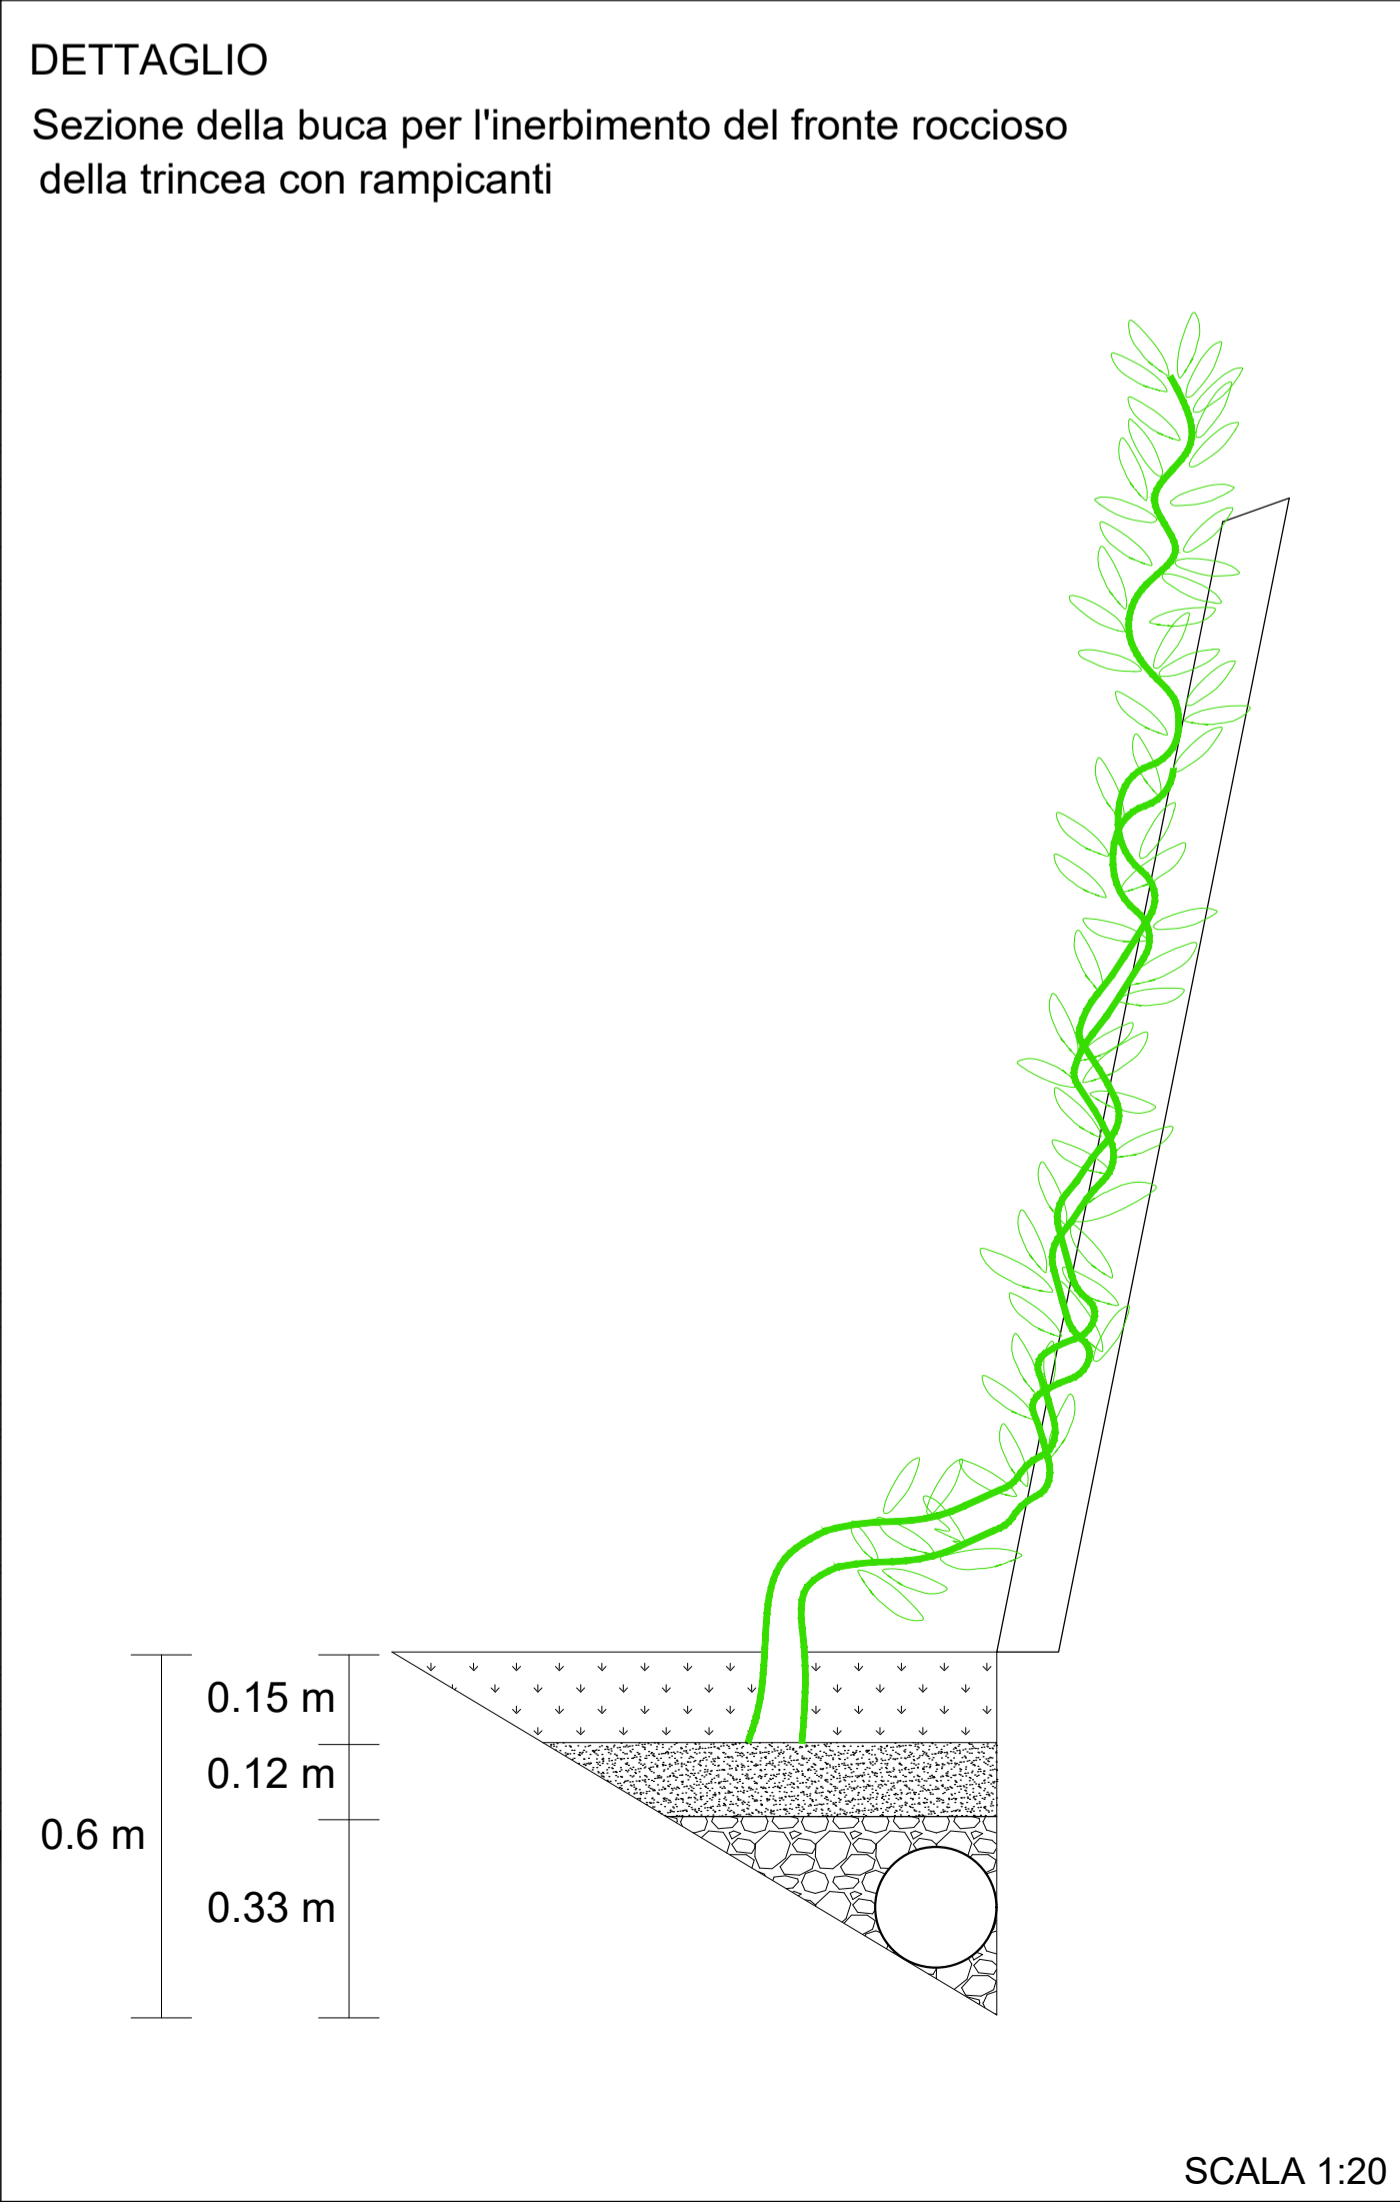 DETTAGLIO
Sezione della buca per l'inerbimento del fronte roccioso
della trincea con rampicanti
0.15 m
0.12 m
0.6 m
0.33 m
SCALA 1:20